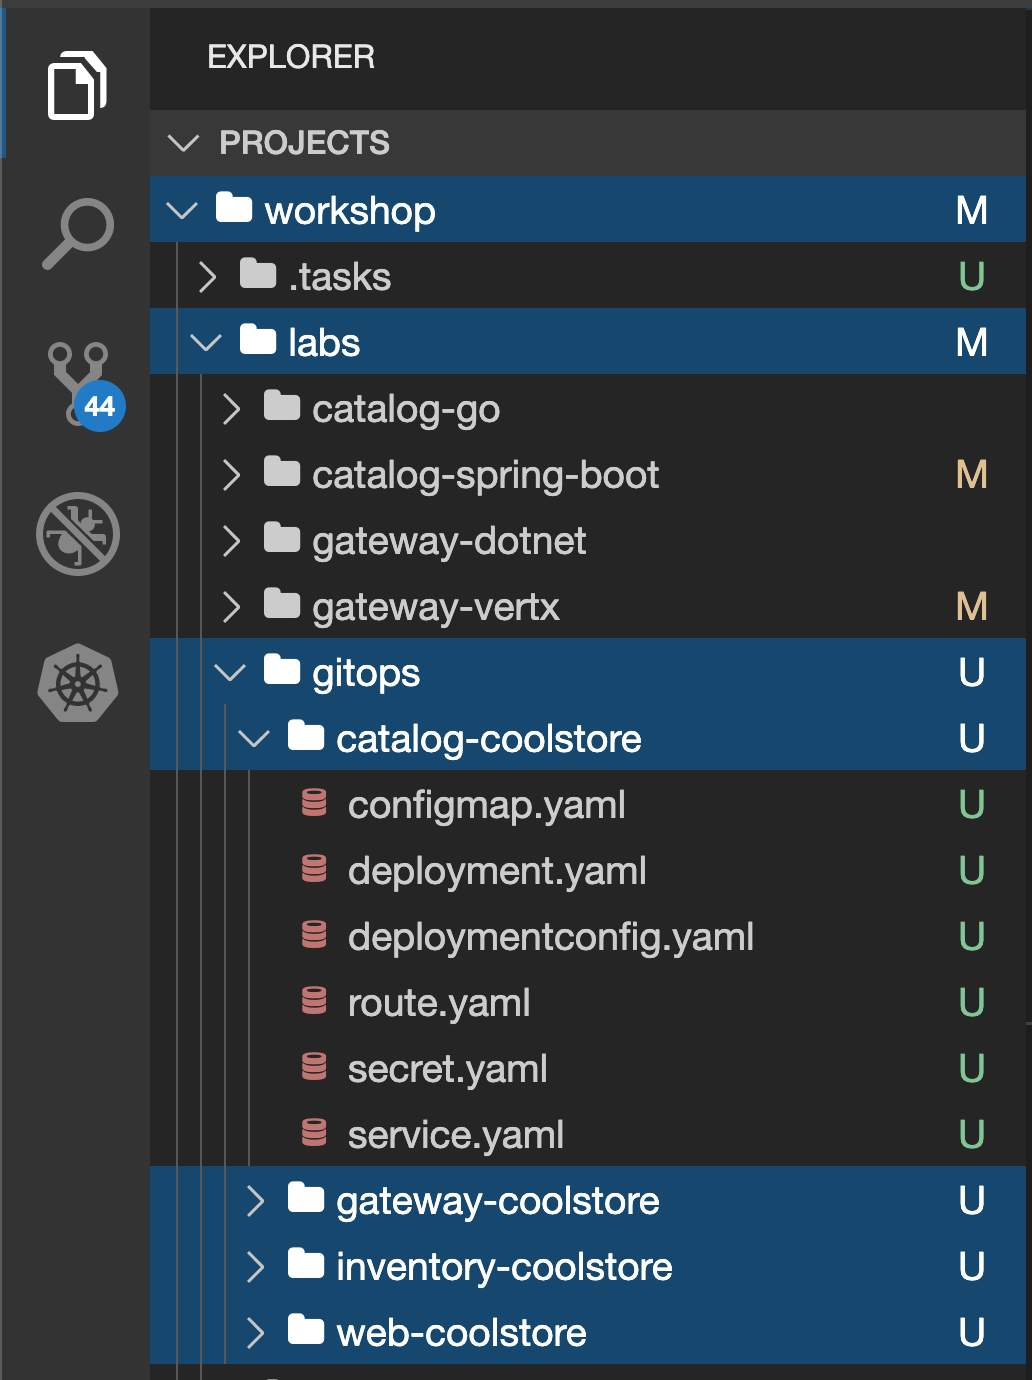 EXPLORER
PROJECTS
workshop M
.tasks U
labs M
catalog-go
44
catalog-spring-boot M
gateway-dotnet
gateway-vertx M
gitops U
catalog-coolstore U
configmap.yaml U
deployment.yaml U
deploymentconfig.yaml U
route.yaml U
secret.yaml U
service.yaml U
gateway-coolstore U
inventory-coolstore U
web-coolstore U